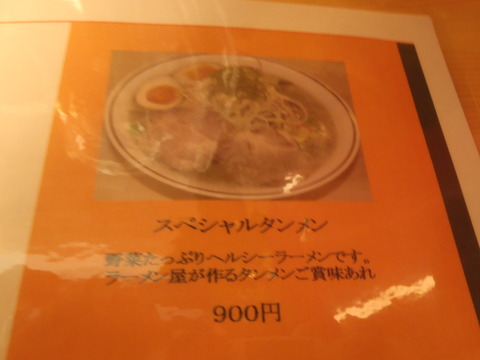 スペシャルタンメン
野菜たっぷりヘルシーラーメンです。
ラーメン屋が作るタンメンご賞味あれ
900円